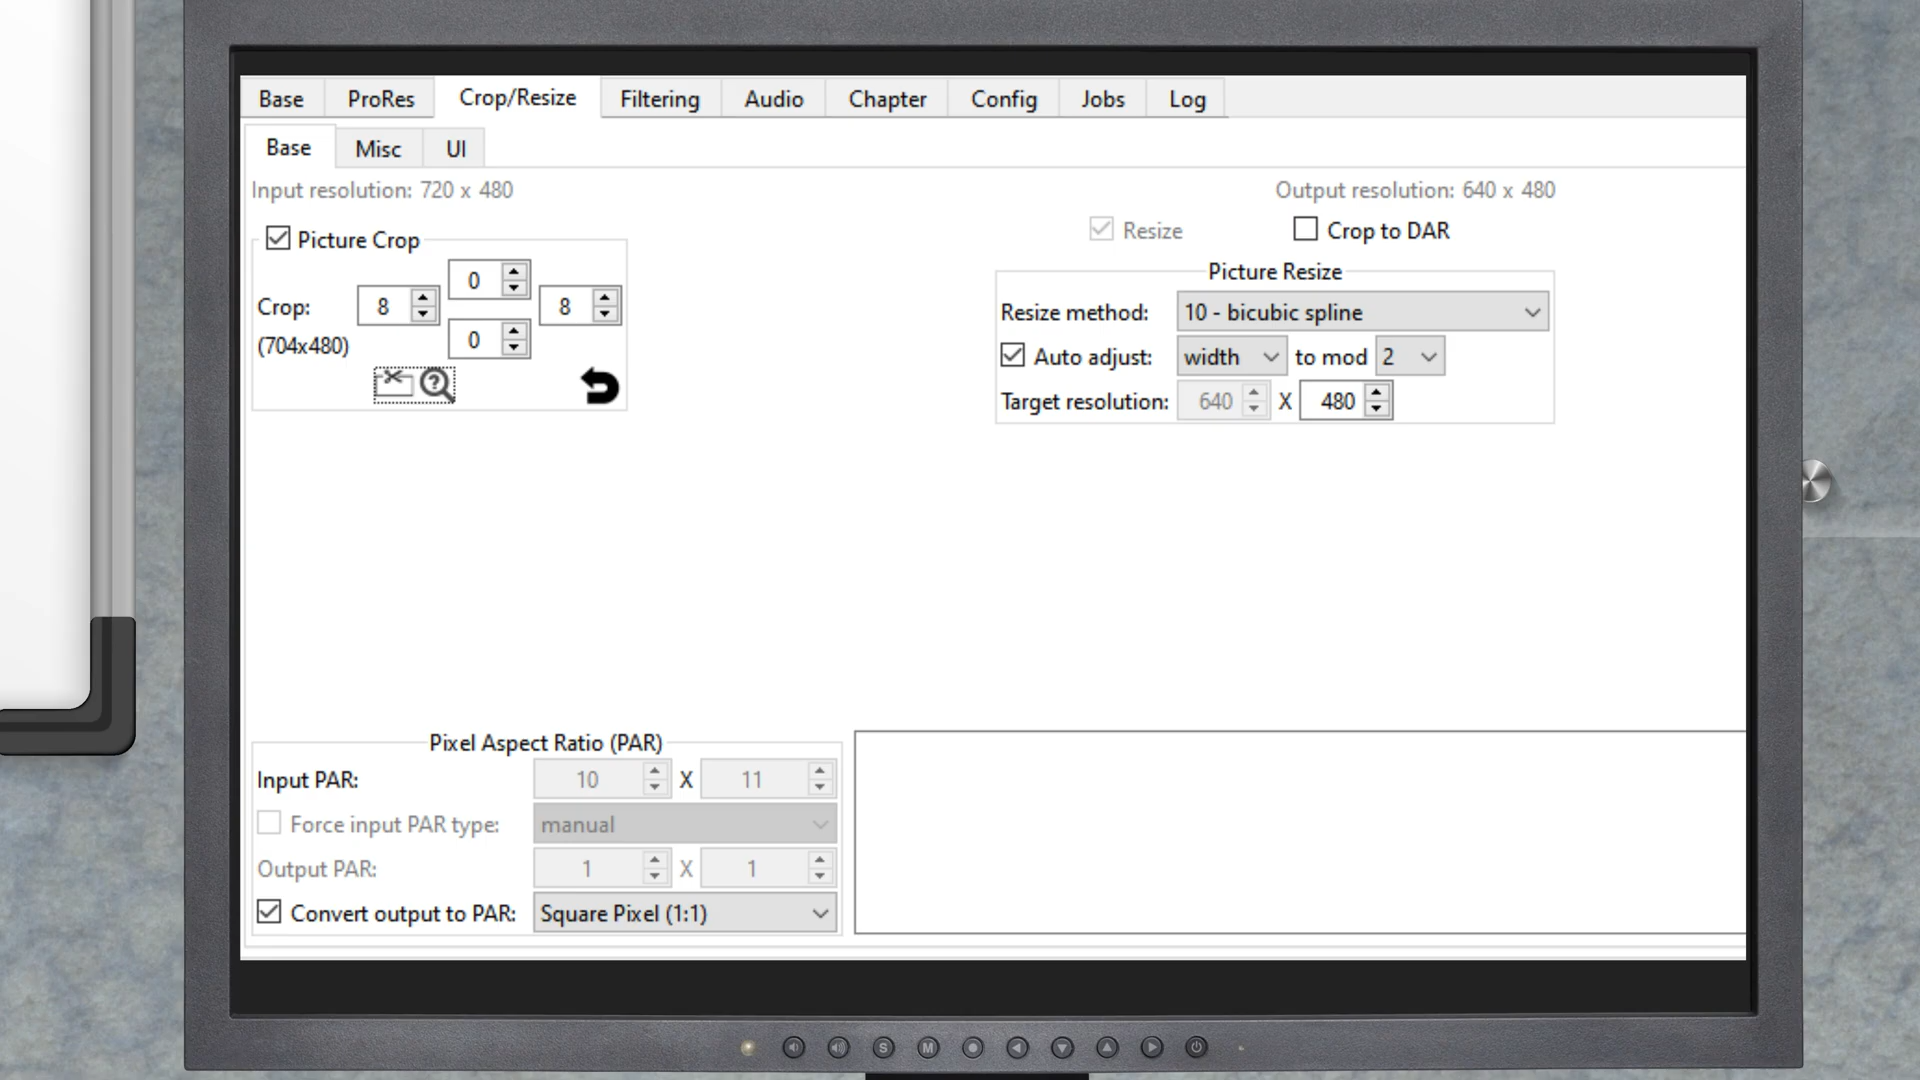 Base ProRes Crop/Resize Filtering Audio Chapter Config Jobs Log
Base Misc UI
Input resolution: 720 x 480
Output resolution: 640 x 480
Picture Crop
Resize
Crop to DAR
0
Crop: 8 8
(704x480) 0
Picture Resize
Resize method: 10 - bicubic spline
Auto adjust: width to mod 2
Target resolution: 640 X 480
Pixel Aspect Ratio (PAR)
Input PAR: 10 X 11
Force input PAR type: manual
Output PAR: 1 X 1
Convert output to PAR: Square Pixel (1:1)
S M